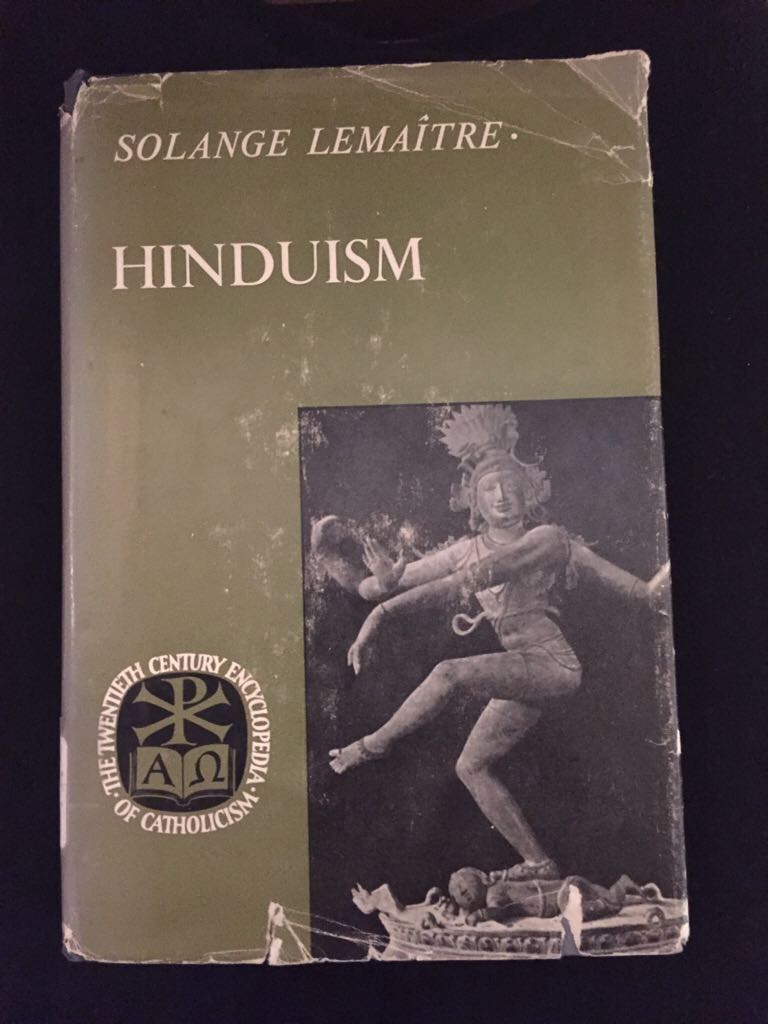 SOLANGE LEMAÎTRE·
HINDUISM
·THE TWENTIETH CENTURY ENCYCLOPEDIA·
OF CATHOLICISM
Α Ω